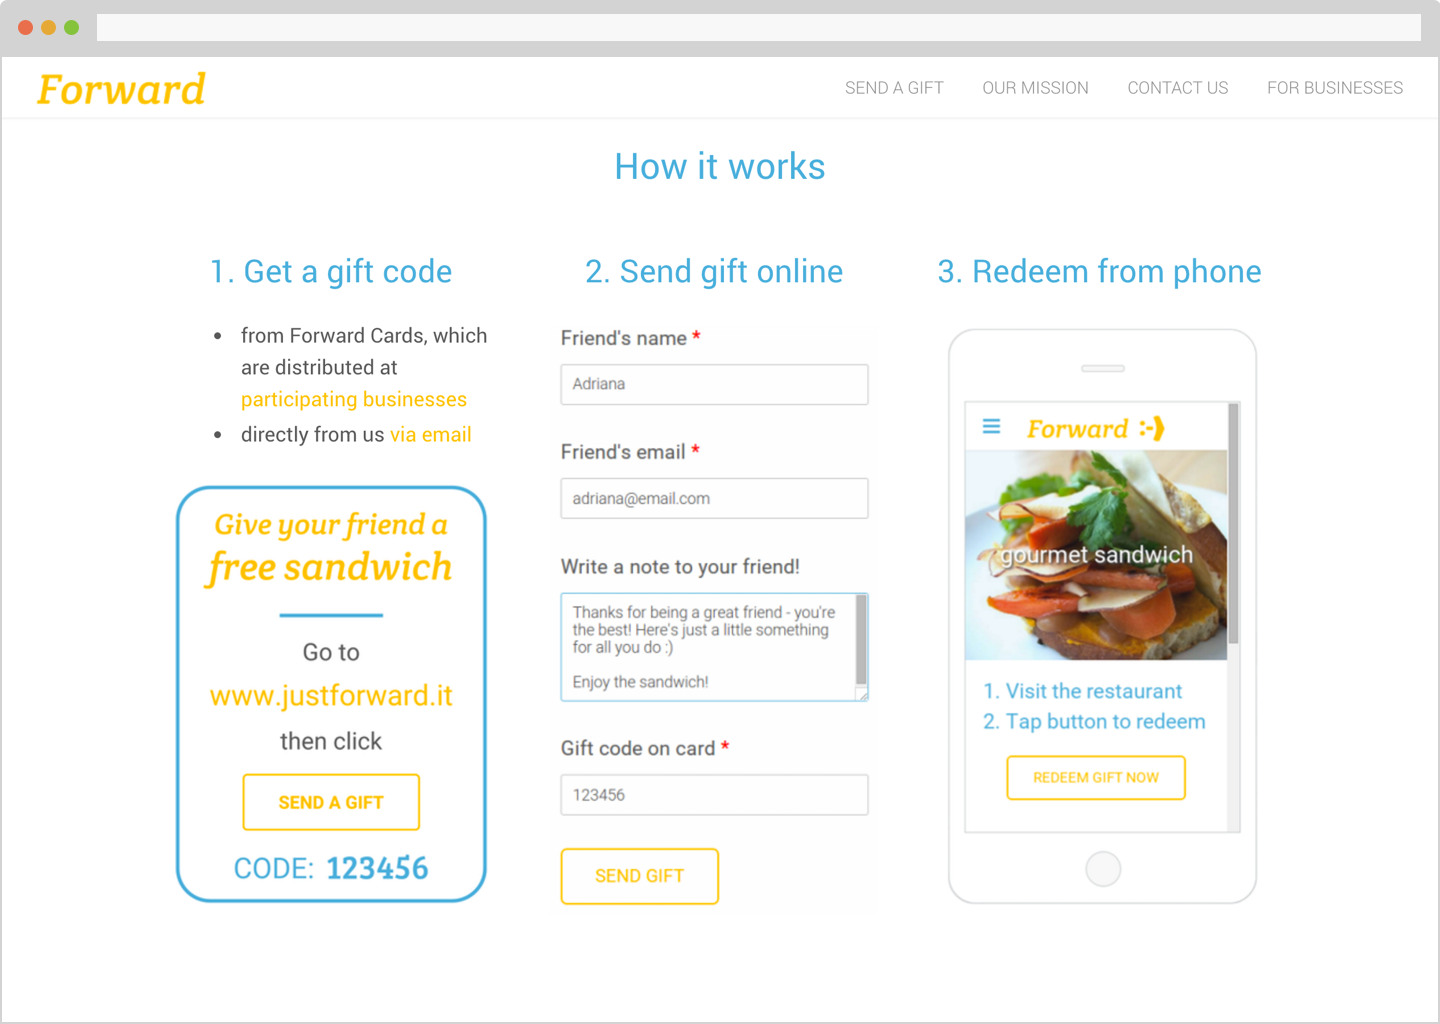 Forward
SEND A GIFT
OUR MISSION
CONTACT US
FOR BUSINESSES
How it works
1. Get a gift code
• from Forward Cards, which
are distributed at
participating businesses
• directly from us via email
Give your friend a
free sandwich
Go to
www.justforward.it
then click
SEND A GIFT
CODE: 123456
2. Send gift online
Friend's name *
Adriana
Friend's email *
adriana@email.com
Write a note to your friend!
Thanks for being a great friend - you're
the best! Here's just a little something
for all you do :)
Enjoy the sandwich!
Gift code on card *
123456
SEND GIFT
3. Redeem from phone
Forward :-)
gourmet sandwich
1. Visit the restaurant
2. Tap button to redeem
REDEEM GIFT NOW